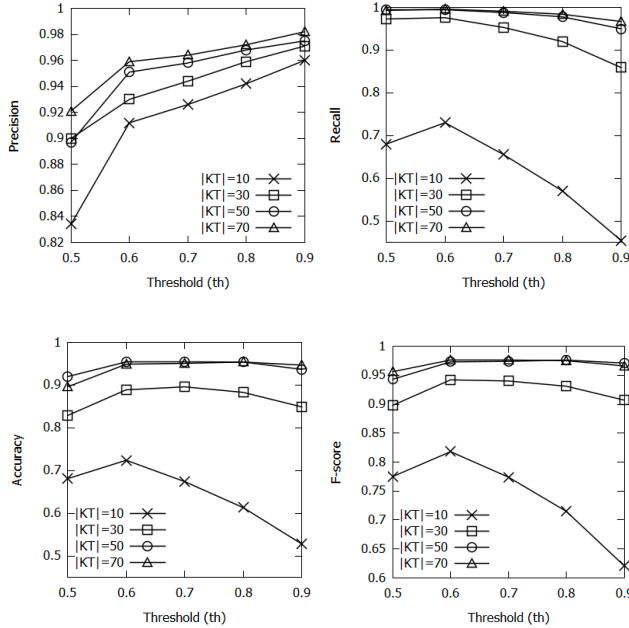 1
0.98
0.96
0.94
0.92
0.9
0.88
0.86
0.84
0.82
Precision
|KT|=10
|KT|=30
|KT|=50
|KT|=70
0.5 0.6 0.7 0.8 0.9
Threshold (th)
1
0.9
0.8
0.7
0.6
0.5
Recall
|KT|=10
|KT|=30
|KT|=50
|KT|=70
0.5 0.6 0.7 0.8 0.9
Threshold (th)
1
0.9
0.8
0.7
0.6
0.5
Accuracy
|KT|=10
|KT|=30
|KT|=50
|KT|=70
0.5 0.6 0.7 0.8 0.9
Threshold (th)
1
0.95
0.9
0.85
0.8
0.75
0.7
0.65
0.6
F-score
|KT|=10
|KT|=30
|KT|=50
|KT|=70
0.5 0.6 0.7 0.8 0.9
Threshold (th)